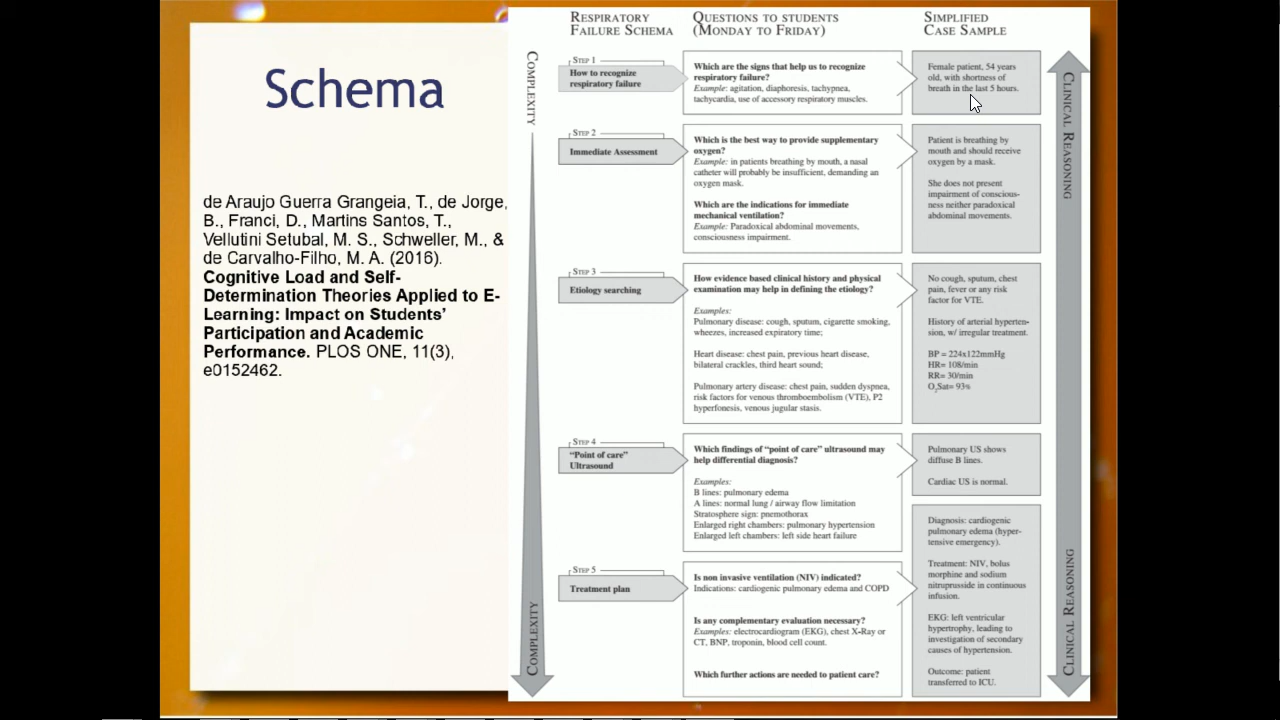 Schema
de Araujo Guerra Grangeia, T., de Jorge,
B., Franci, D., Martins Santos, T.,
Vellutini Setubal, M. S., Schweller, M., &
de Carvalho-Filho, M. A. (2016).
Cognitive Load and Self-
Determination Theories Applied to E-
Learning: Impact on Students'
Participation and Academic
Performance. PLOS ONE, 11(3),
e0152462.
RESPIRATORY
FAILURE SCHEMA
QUESTIONS TO STUDENTS
(MONDAY TO FRIDAY)
SIMPLIFIED
CASE SAMPLE
COMPLEXITY
STEP 1
How to recognize
respiratory failure
Which are the signs that help us to recognize
respiratory failure?
Example: agitation, diaphoresis, tachypnea,
tachycardia, use of accessory respiratory muscles.
Female patient, 54 years
old, with shortness of
breath in the last 5 hours.
CLINICAL REASONING
STEP 2
Immediate Assessment
Which is the best way to provide supplementary
oxygen?
Example: in patients breathing by mouth, a nasal
catheter will probably be insufficient, demanding an
oxygen mask.
Which are the indications for immediate
mechanical ventilation?
Example: Paradoxical abdominal movements,
consciousness impairment.
Patient is breathing by
mouth and should receive
oxygen by a mask.
She does not present
impairment of conscious-
ness neither paradoxical
abdominal movements.
STEP 3
Etiology searching
How evidence based clinical history and physical
examination may help in defining the etiology?
Examples:
Pulmonary disease: cough, sputum, cigarette smoking,
wheezes, increased expiratory time;
Heart disease: chest pain, previous heart disease,
bilateral crackles, third heart sound;
Pulmonary artery disease: chest pain, sudden dyspnea,
risk factors for venous thromboembolism (VTE), P2
hyperfonesis, venous jugular stasis.
No cough, sputum, chest
pain, fever or any risk
factor for VTE.
History of arterial hyperten-
sion, w/ irregular treatment.
BP = 224x122mmHg
HR= 108/min
RR= 30/min
O2Sat= 93%
STEP 4
"Point of care"
Ultrasound
Which findings of "point of care" ultrasound may
help differential diagnosis?
Examples:
B lines: pulmonary edema
A lines: normal lung / airway flow limitation
Stratosphere sign: pnemothorax
Enlarged right chambers: pulmonary hypertension
Enlarged left chambers: left side heart failure
Pulmonary US shows
diffuse B lines.
Cardiac US is normal.
STEP 5
Treatment plan
Is non invasive ventilation (NIV) indicated?
Indications: cardiogenic pulmonary edema and COPD
Is any complementary evaluation necessary?
Examples: electrocardiogram (EKG), chest X-Ray or
CT, BNP, troponin, blood cell count.
Which further actions are needed to patient care?
Diagnosis: cardiogenic
pulmonary edema (hyper-
tensive emergency).
Treatment: NIV, bolus
morphine and sodium
nitruprusside in continuous
infusion.
EKG: left ventricular
hypertrophy, leading to
investigation of secondary
causes of hypertension.
Outcome: patient
transferred to ICU.
COMPLEXITY
CLINICAL REASONING